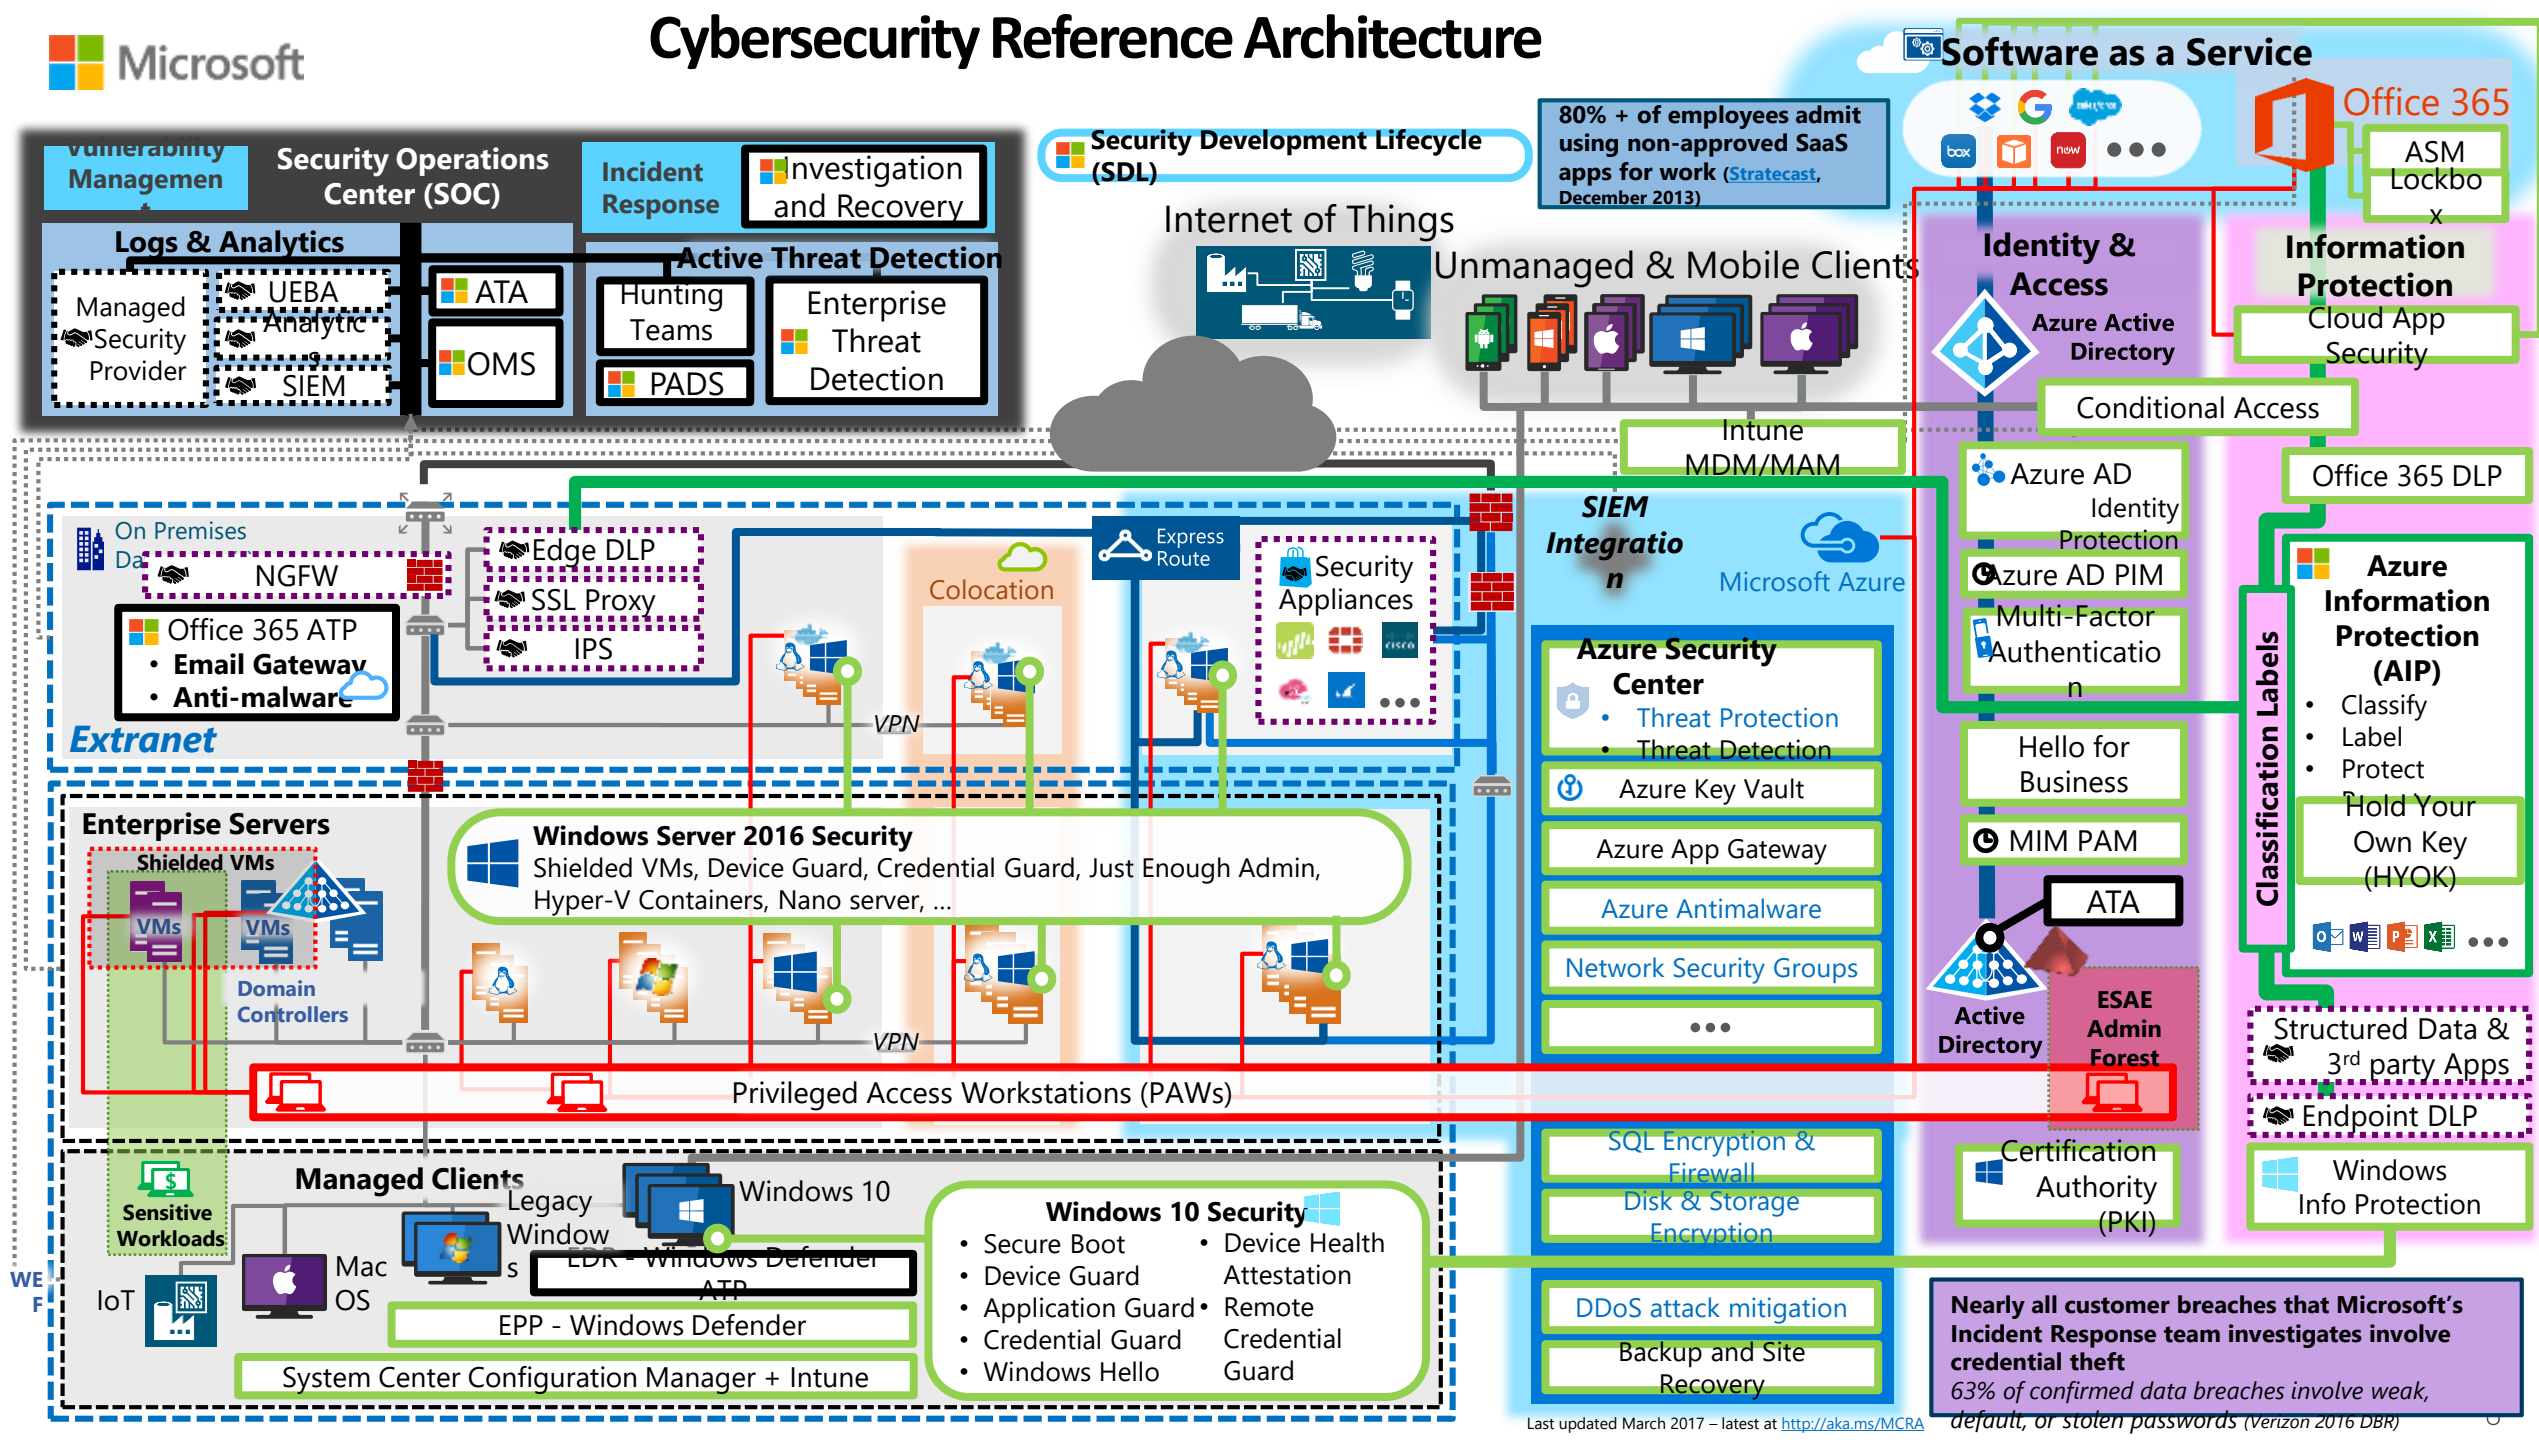 Cybersecurity Reference Architecture
Microsoft
Vulnerability
Managemen
t
Security Operations
Center (SOC)
Incident
Response
Investigation
and Recovery
Logs & Analytics
Active Threat Detection
Managed
Security
Provider
UEBA
Analytic
s
SIEM
ATA
OMS
Hunting
Teams
PADS
Enterprise
Threat
Detection
Security Development Lifecycle
(SDL)
80% + of employees admit
using non-approved SaaS
apps for work (Stratecast,
December 2013)
Software as a Service
box
now
Office 365
ASM
Lockbo
x
Internet of Things
Unmanaged & Mobile Clients
Intune
MDM/MAM
Identity &
Access
Azure Active
Directory
Information
Protection
Cloud App
Security
Conditional Access
Office 365 DLP
Azure AD
Identity
Protection
Azure AD PIM
Multi-Factor
Authenticatio
n
Hello for
Business
MIM PAM
ATA
Active
Directory
ESAE
Admin
Forest
Certification
Authority
(PKI)
Classification Labels
Azure
Information
Protection
(AIP)
• Classify
• Label
• Protect
Hold Your
Own Key
(HYOK)
Structured Data &
3rd party Apps
Endpoint DLP
Windows
Info Protection
On Premises
Da
NGFW
Edge DLP
SSL Proxy
IPS
Office 365 ATP
• Email Gateway
• Anti-malware
Extranet
VPN
Colocation
Express
Route
Security
Appliances
CISCO
SIEM
Integratio
n
Microsoft Azure
Azure Security
Center
• Threat Protection
• Threat Detection
Azure Key Vault
Azure App Gateway
Azure Antimalware
Network Security Groups
SQL Encryption &
Firewall
Disk & Storage
Encryption
DDoS attack mitigation
Backup and Site
Recovery
Enterprise Servers
Shielded VMs
VMs
VMs
Domain
Controllers
Windows Server 2016 Security
Shielded VMs, Device Guard, Credential Guard, Just Enough Admin,
Hyper-V Containers, Nano server, …
VPN
Privileged Access Workstations (PAWs)
Managed Clients
Sensitive
Workloads
WE
F
IoT
Mac
OS
Legacy
Window
s
Windows 10
EDR - Windows Defender
ATP
EPP - Windows Defender
System Center Configuration Manager + Intune
Windows 10 Security
• Secure Boot
• Device Guard
• Application Guard
• Credential Guard
• Windows Hello
• Device Health
Attestation
• Remote
Credential
Guard
Nearly all customer breaches that Microsoft's
Incident Response team investigates involve
credential theft
63% of confirmed data breaches involve weak,
default, or stolen passwords (Verizon 2016 DBR)
Last updated March 2017 – latest at http://aka.ms/MCRA